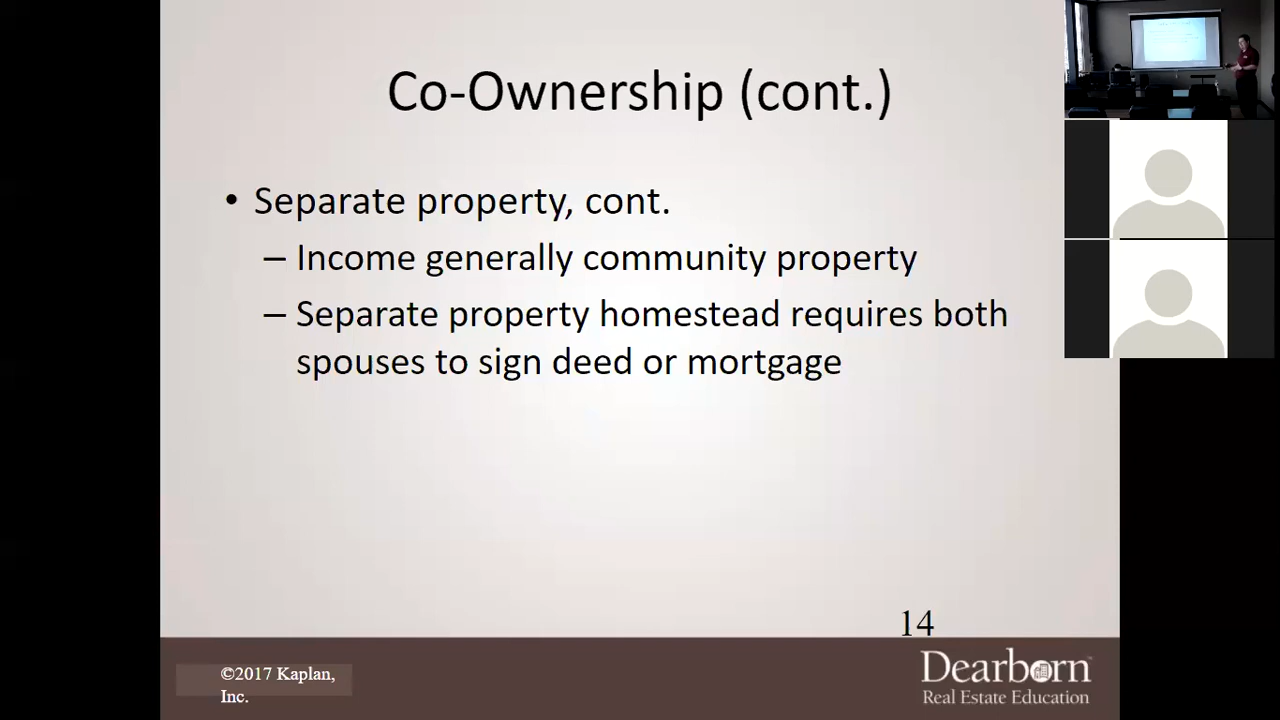 Co-Ownership (cont.)
• Separate property, cont.
– Income generally community property
– Separate property homestead requires both
spouses to sign deed or mortgage
14
©2017 Kaplan,
Inc.
Dearborn
Real Estate Education